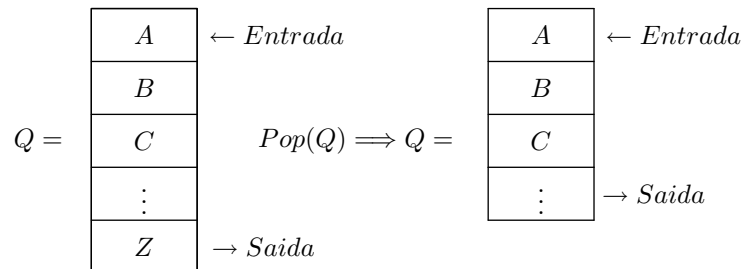 A ← Entrada A ← Entrada
B B
Q = C Pop(Q) ⟹ Q = C
⋮ ⋮ → Saida
Z → Saida